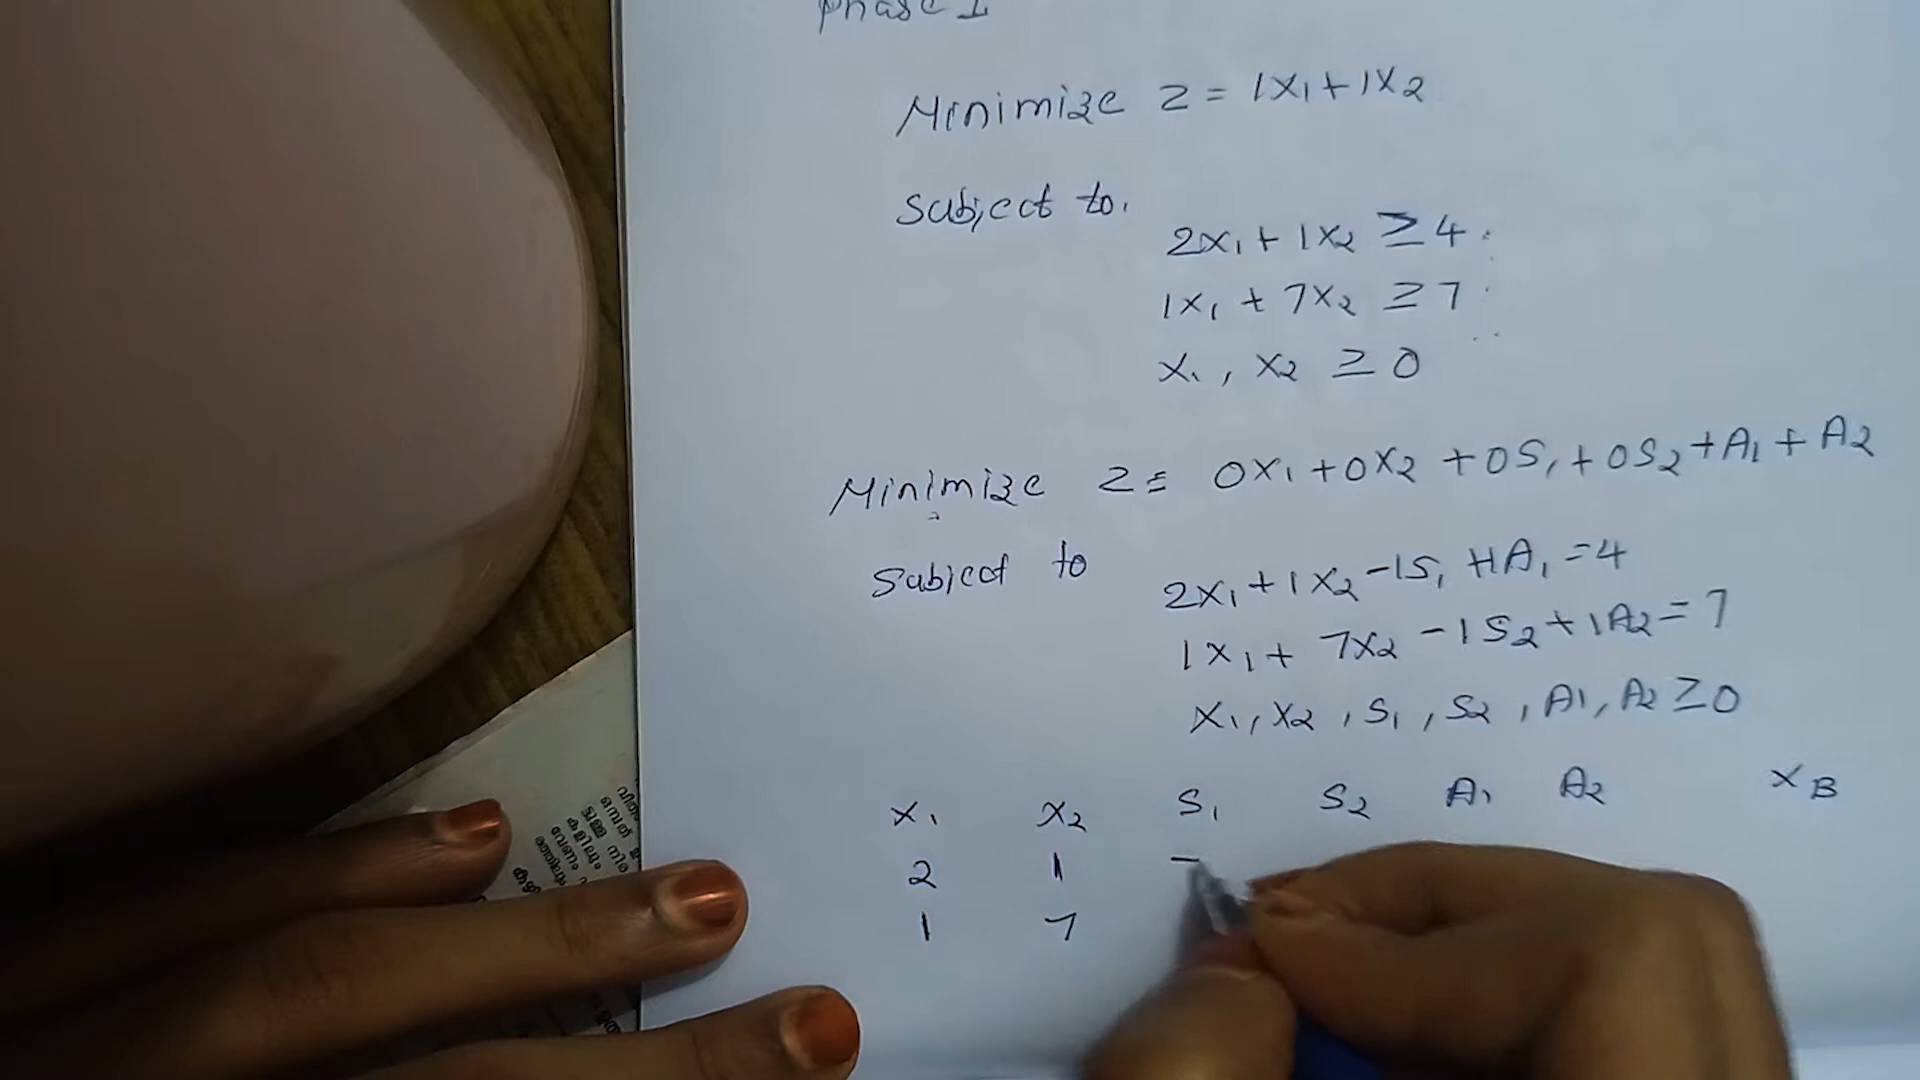 Phase I
Minimize Z = 1x₁ + 1x₂
Subject to.
2x₁ + 1x₂ ≥ 4
1x₁ + 7x₂ ≥ 7
x₁, x₂ ≥ 0
Minimize Z = 0x₁ + 0x₂ + 0S₁ + 0S₂ + A₁ + A₂
Subject to
2x₁ + 1x₂ - 1S₁ + 1A₁ = 4
1x₁ + 7x₂ - 1S₂ + 1A₂ = 7
x₁, x₂, S₁, S₂, A₁, A₂ ≥ 0
x₁ x₂ S₁ S₂ A₁ A₂ XB
2 1 -
1 7